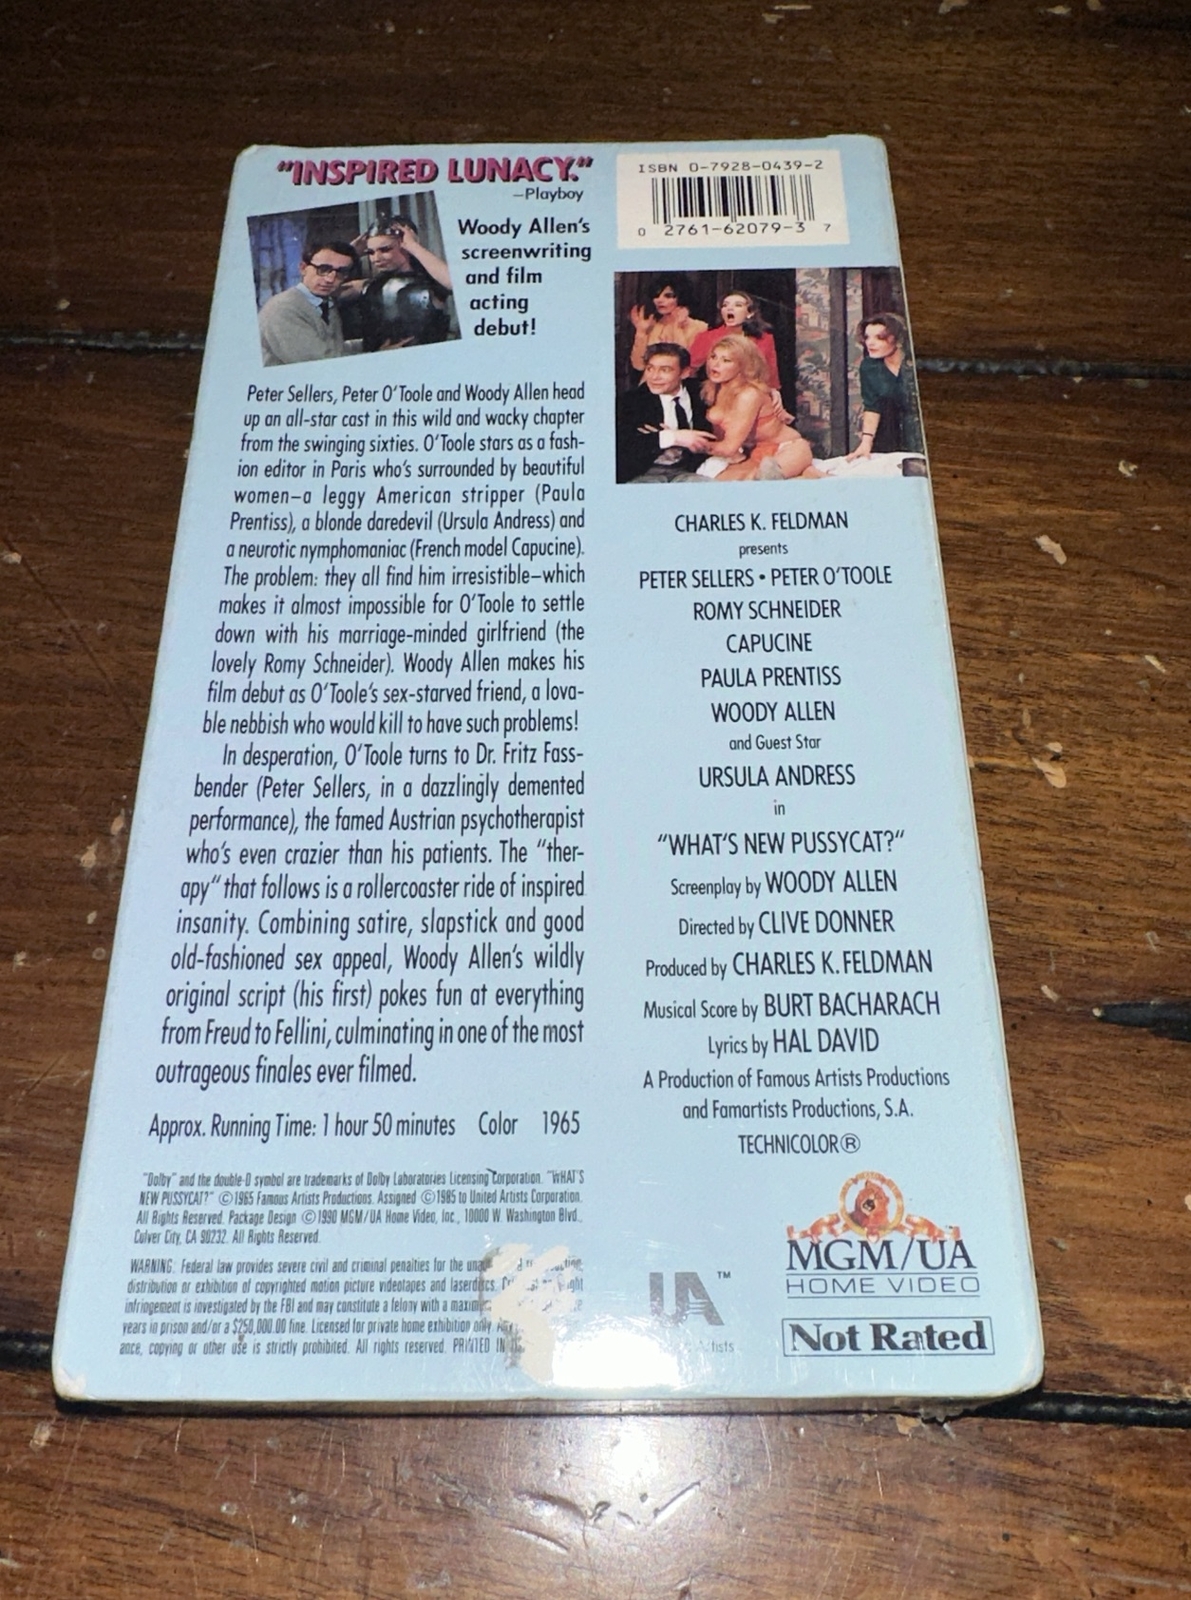 "INSPIRED LUNACY."
—Playboy
Woody Allen's
screenwriting
and film
acting
debut!
Peter Sellers, Peter O'Toole and Woody Allen head
up an all-star cast in this wild and wacky chapter
from the swinging sixties. O'Toole stars as a fash-
ion editor in Paris who's surrounded by beautiful
women—a leggy American stripper (Paula
Prentiss), a blonde daredevil (Ursula Andress) and
a neurotic nymphomaniac (French model Capucine).
The problem: they all find him irresistible—which
makes it almost impossible for O'Toole to settle
down with his marriage-minded girlfriend (the
lovely Romy Schneider). Woody Allen makes his
film debut as O'Toole's sex-starved friend, a lova-
ble nebbish who would kill to have such problems!
In desperation, O'Toole turns to Dr. Fritz Fass-
bender (Peter Sellers, in a dazzlingly demented
performance), the famed Austrian psychotherapist
who's even crazier than his patients. The "ther-
apy" that follows is a rollercoaster ride of inspired
insanity. Combining satire, slapstick and good
old-fashioned sex appeal, Woody Allen's wildly
original script (his first) pokes fun at everything
from Freud to Fellini, culminating in one of the most
outrageous finales ever filmed.
Approx. Running Time: 1 hour 50 minutes Color 1965
"Dolby" and the double-D symbol are trademarks of Dolby Laboratories Licensing Corporation. "WHAT'S
NEW PUSSYCAT?" ©1965 Famous Artists Productions. Assigned ©1985 to United Artists Corporation.
All Rights Reserved. Package Design ©1990 MGM/UA Home Video, Inc., 10000 W. Washington Blvd.,
Culver City, CA 90232. All Rights Reserved.
WARNING: Federal law provides severe civil and criminal penalties for the
distribution or exhibition of copyrighted motion picture videotapes and laserdiscs.
infringement is investigated by the FBI and may constitute a felony with a
years in prison and/or a $250,000.00 fine. Licensed for private home exhibition only.
ance, copying or other use is strictly prohibited. All rights reserved. PRINTED IN
ISBN 0-7928-0439-2
0 2761-62079-3 7
CHARLES K. FELDMAN
presents
PETER SELLERS • PETER O'TOOLE
ROMY SCHNEIDER
CAPUCINE
PAULA PRENTISS
WOODY ALLEN
and Guest Star
URSULA ANDRESS
in
"WHAT'S NEW PUSSYCAT?"
Screenplay by WOODY ALLEN
Directed by CLIVE DONNER
Produced by CHARLES K. FELDMAN
Musical Score by BURT BACHARACH
Lyrics by HAL DAVID
A Production of Famous Artists Productions
and Famartists Productions, S.A.
TECHNICOLOR®
UA™
MGM/UA
HOME VIDEO
Not Rated